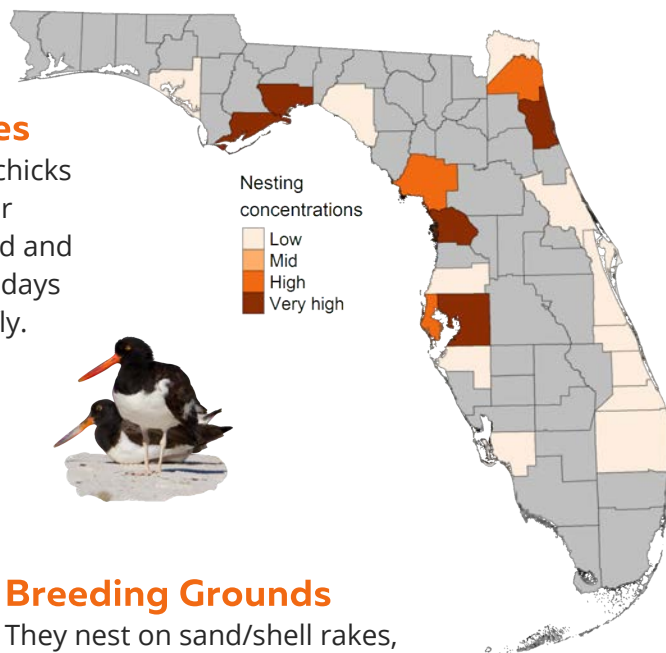 es
chicks
r
d and
days
ly.
Nesting
concentrations
Low
Mid
High
Very high
Breeding Grounds
They nest on sand/shell rakes,